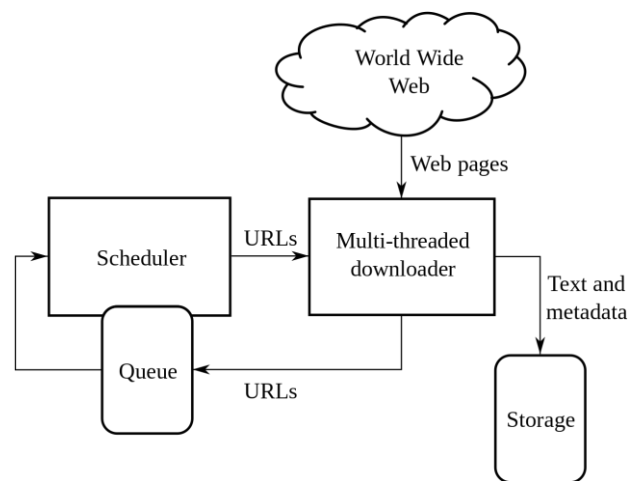 World Wide
Web
Web pages
Scheduler
URLs
Multi-threaded
downloader
Text and
metadata
Queue
URLs
Storage